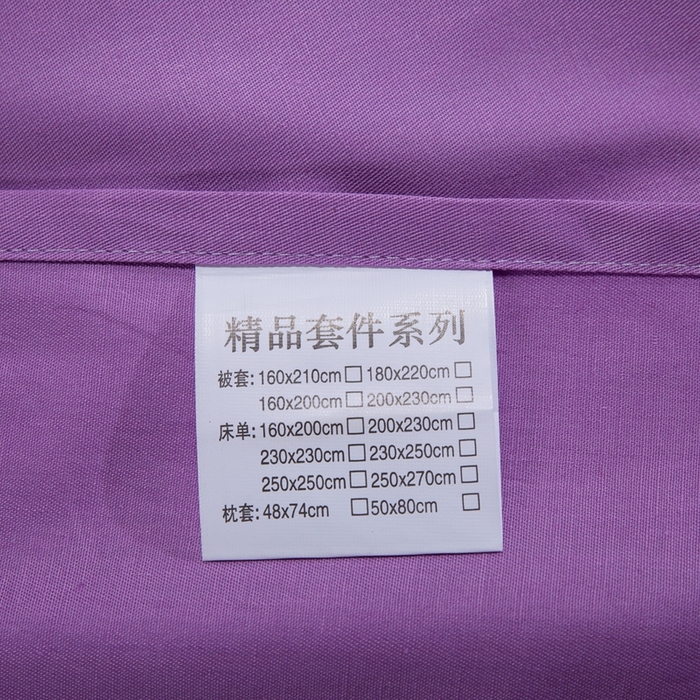 精品套件系列
被套:160x210cm□ 180x220cm□
160x200cm□ 200x230cm□
床单:160x200cm□ 200x230cm□
230x230cm□ 230x250cm□
250x250cm□ 250x270cm□
枕套:48x74cm □50x80cm □